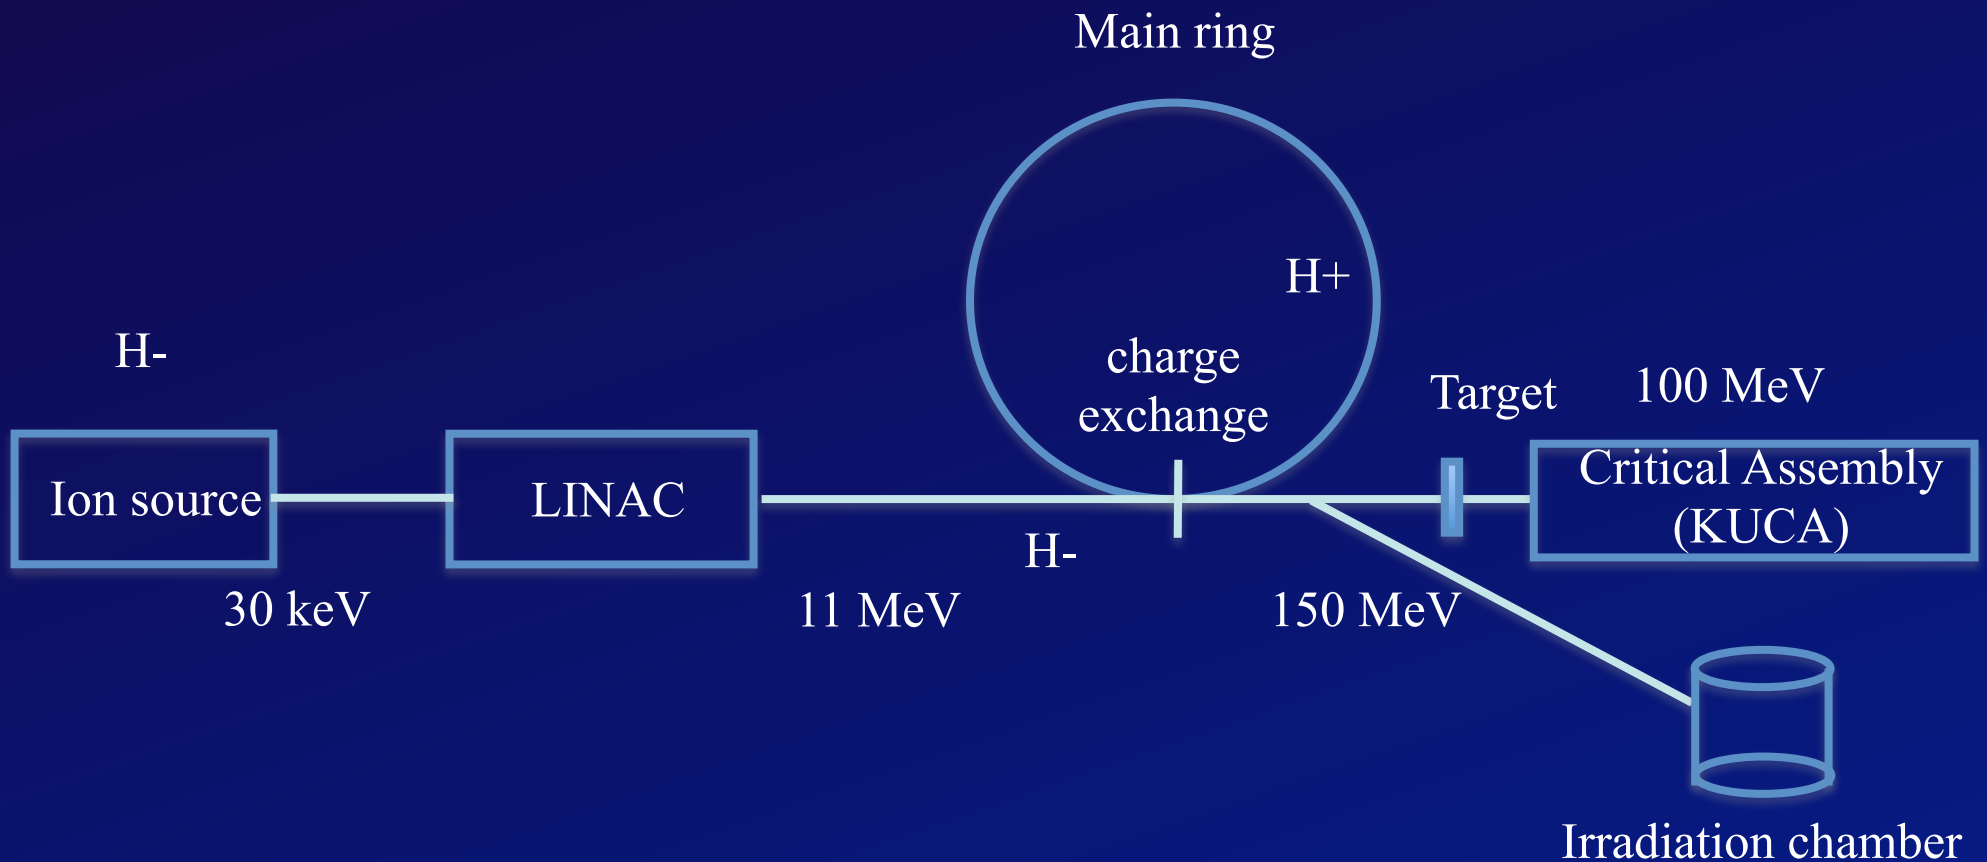 Main ring
H+
H-
charge
exchange
Target
100 MeV
Ion source
LINAC
Critical Assembly
(KUCA)
H-
30 keV
11 MeV
150 MeV
Irradiation chamber